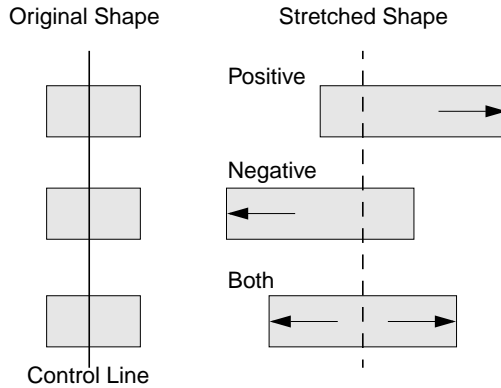 Original Shape
Stretched Shape
Positive
Negative
Both
Control Line